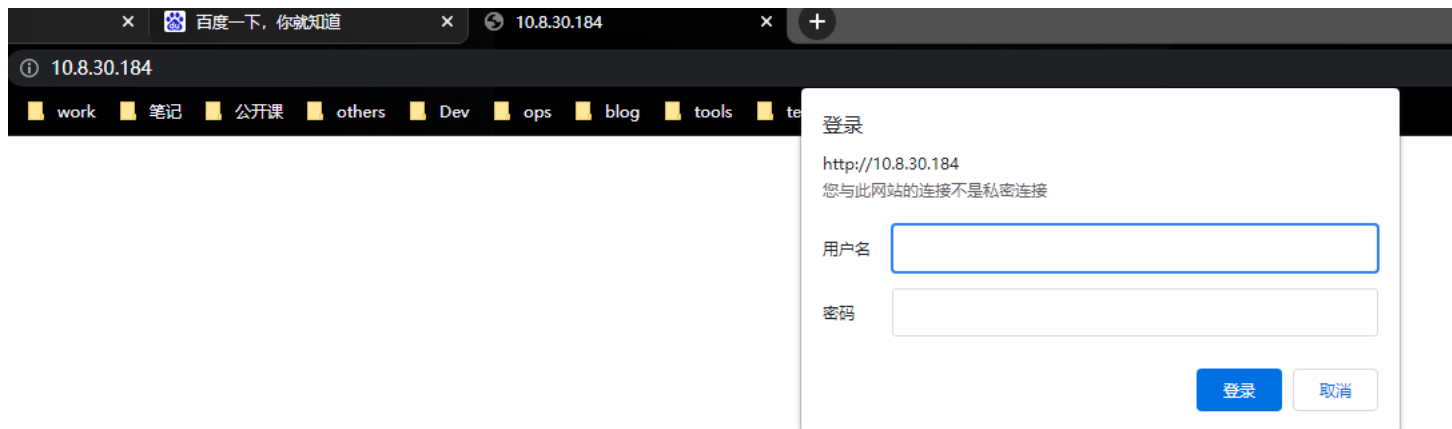 百度一下，你就知道
10.8.30.184
10.8.30.184
work 笔记 公开课 others Dev ops blog tools te
登录
http://10.8.30.184
您与此网站的连接不是私密连接
用户名
密码
登录 取消